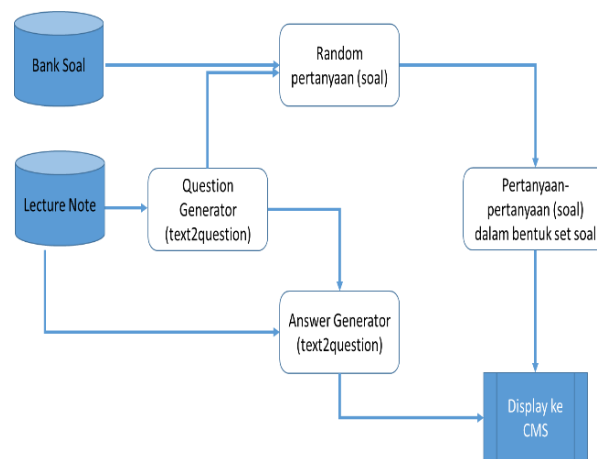 Bank Soal
Random
pertanyaan (soal)
Lecture Note
Question
Generator
(text2question)
Pertanyaan-
pertanyaan (soal)
dalam bentuk set soal
Answer Generator
(text2question)
Display ke
CMS